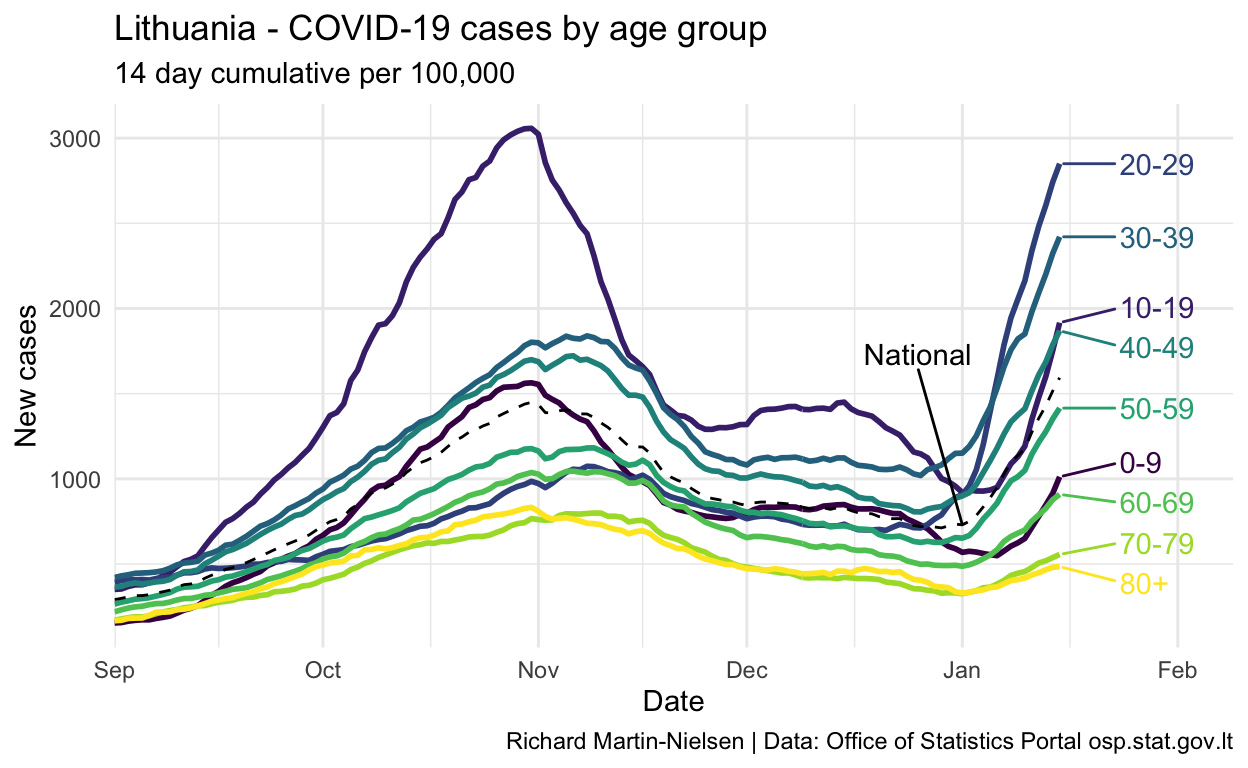 Lithuania - COVID-19 cases by age group
14 day cumulative per 100,000
New cases
3000
2000
1000
20-29
30-39
10-19
40-49
National
50-59
0-9
60-69
70-79
80+
Sep Oct Nov Dec Jan Feb
Date
Richard Martin-Nielsen | Data: Office of Statistics Portal osp.stat.gov.lt